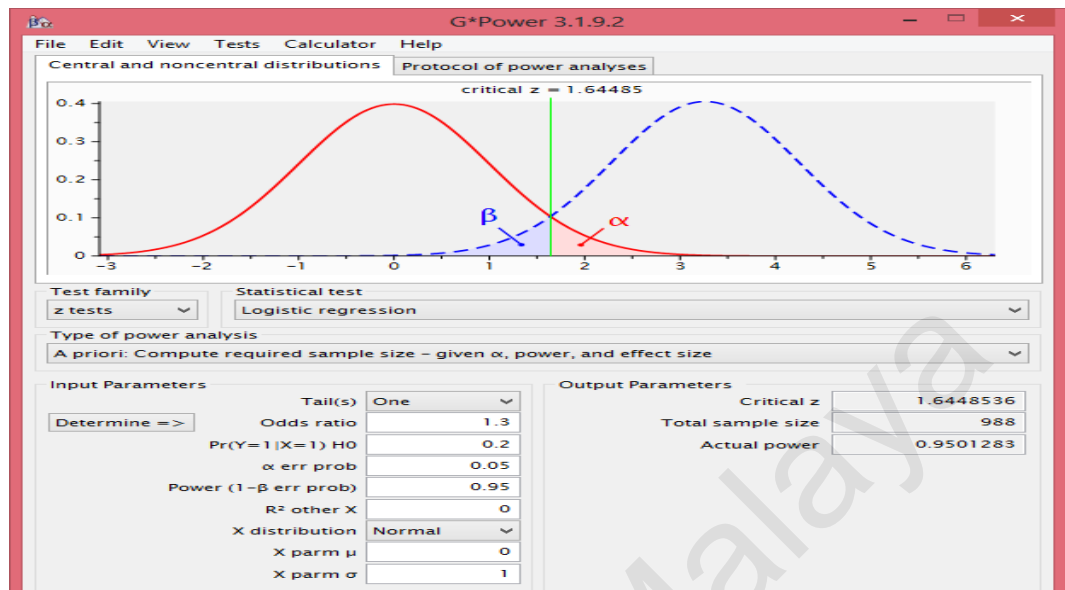 G*Power 3.1.9.2
File Edit View Tests Calculator Help
Central and noncentral distributions Protocol of power analyses
critical z = 1.64485
0.4
0.3
0.2
0.1
0
β α
-3 -2 -1 0 1 2 3 4 5 6
Test family Statistical test
z tests Logistic regression
Type of power analysis
A priori: Compute required sample size – given α, power, and effect size
Input Parameters Output Parameters
Tail(s) One Critical z 1.6448536
Determine => Odds ratio 1.3 Total sample size 988
Pr(Y=1|X=1) H0 0.2 Actual power 0.9501283
α err prob 0.05
Power (1-β err prob) 0.95
R² other X 0
X distribution Normal
X parm μ 0
X parm σ 1
Malaya